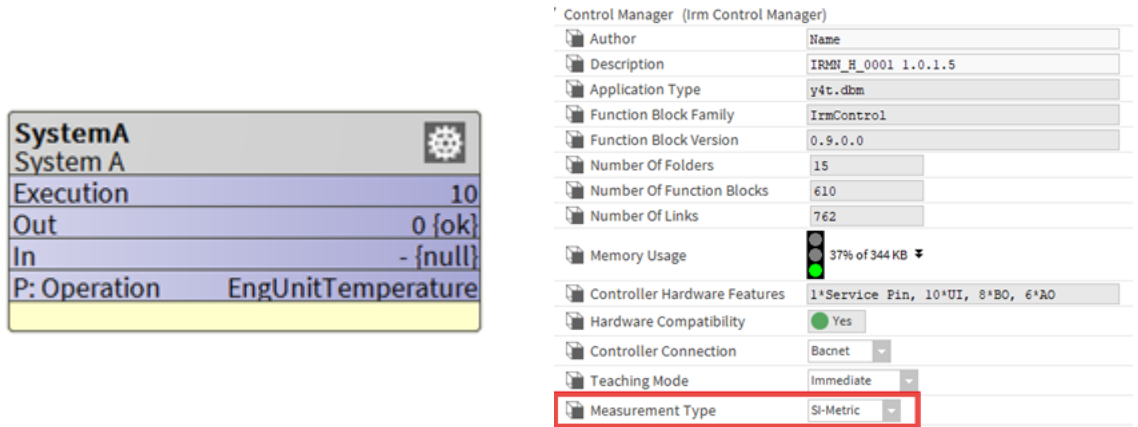 SystemA
System A
Execution 10
Out 0 {ok}
In - {null}
P: Operation EngUnitTemperature
Control Manager (Irm Control Manager)
Author Name
Description IRMN_H_0001 1.0.1.5
Application Type y4t.dbm
Function Block Family IrmControl
Function Block Version 0.9.0.0
Number Of Folders 15
Number Of Function Blocks 610
Number Of Links 762
Memory Usage 37% of 344 KB
Controller Hardware Features 1*Service Pin, 10*UI, 8*BO, 6*AO
Hardware Compatibility Yes
Controller Connection Bacnet
Teaching Mode Immediate
Measurement Type SI-Metric